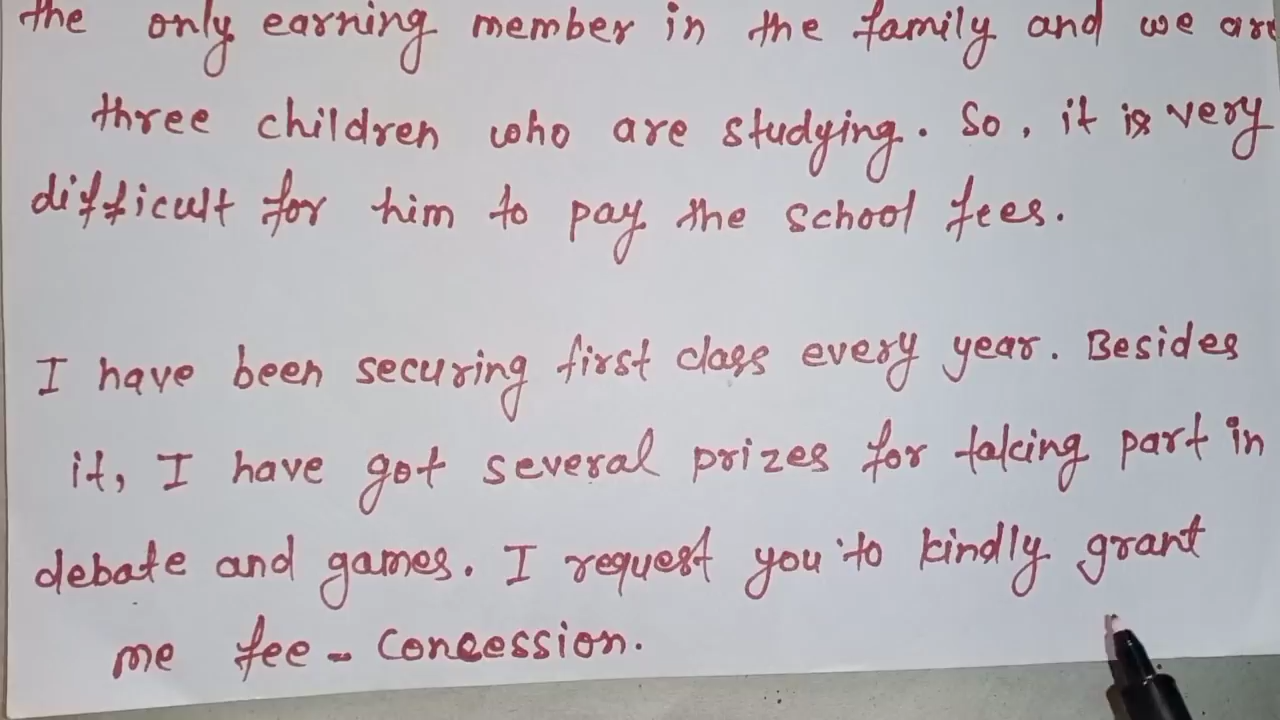 the only earning member in the family and we are
three children who are studying. So, it is very
difficult for him to pay the school fees.
I have been securing first class every year. Besides
it, I have got several prizes for taking part in
debate and games. I request you to kindly grant
me fee - Concession.